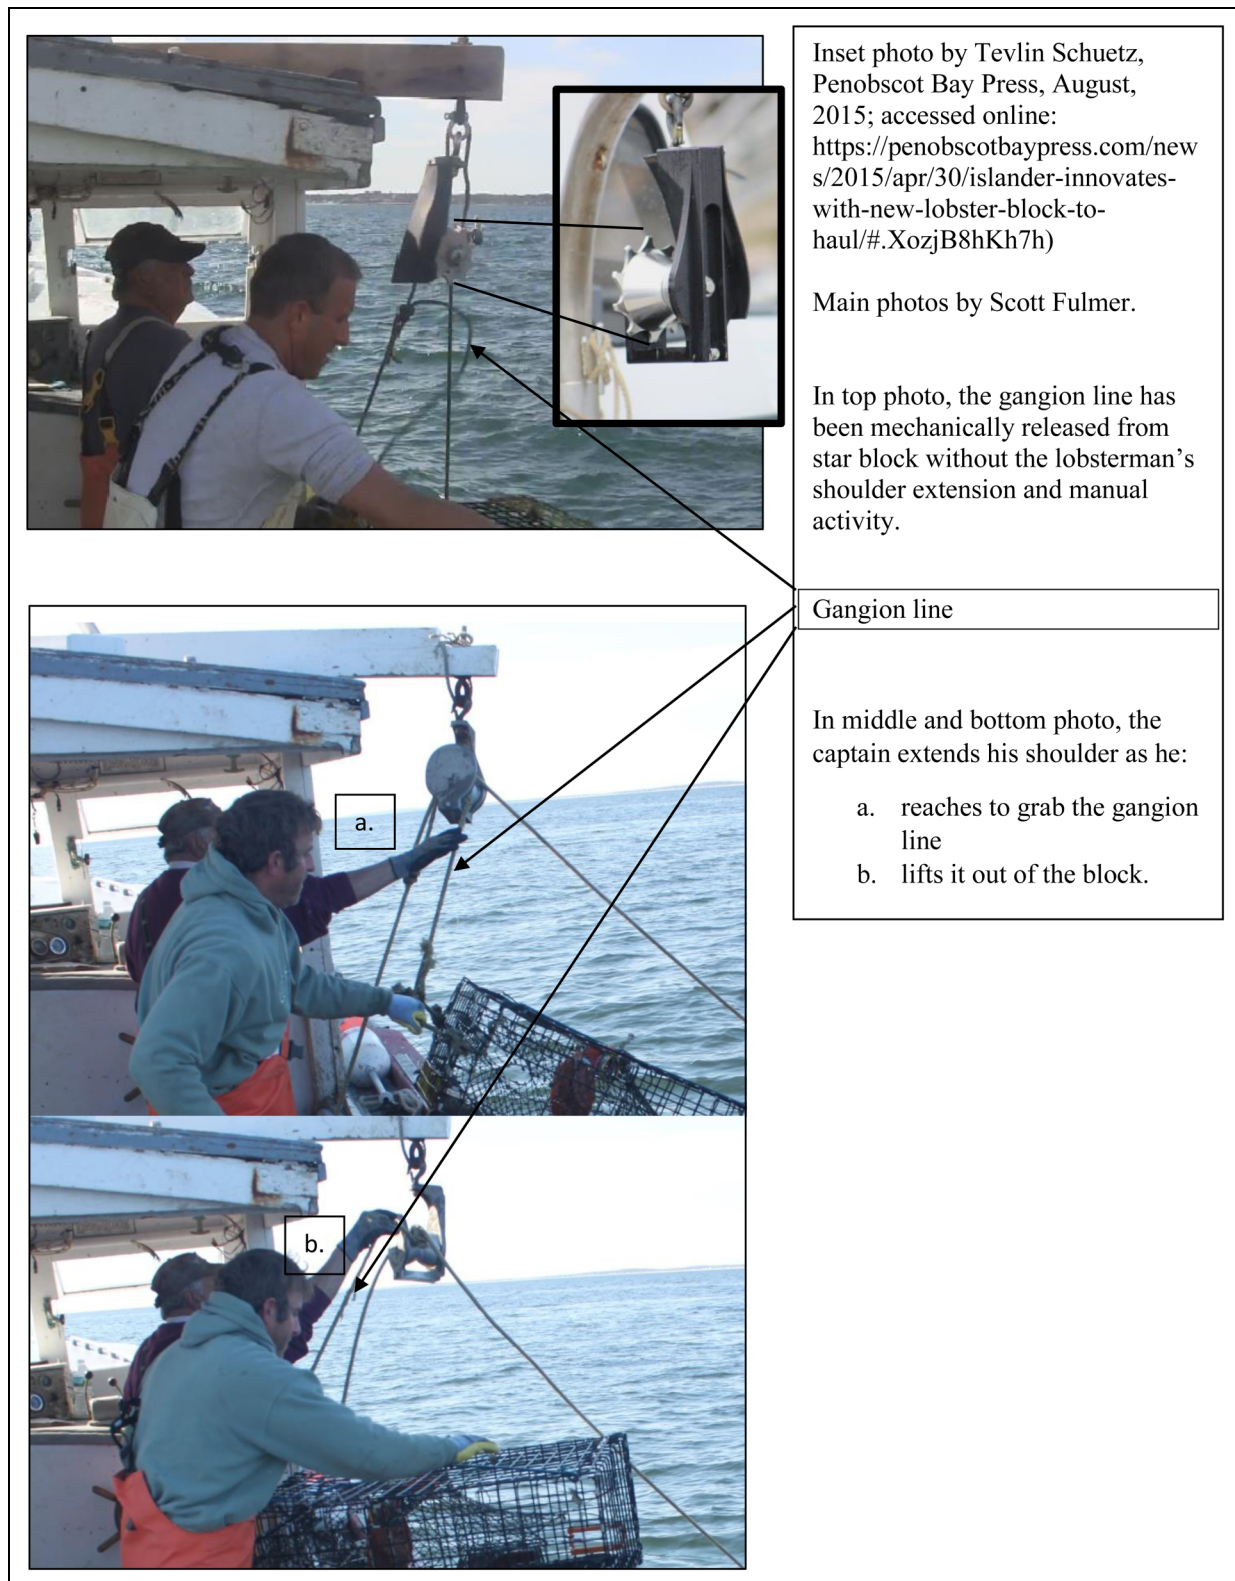 Inset photo by Tevlin Schuetz,
Penobscot Bay Press, August,
2015; accessed online:
https://penobscotbaypress.com/new
s/2015/apr/30/islander-innovates-
with-new-lobster-block-to-
haul/#.XozjB8hKh7h)
Main photos by Scott Fulmer.
In top photo, the gangion line has
been mechanically released from
star block without the lobsterman’s
shoulder extension and manual
activity.
Gangion line
In middle and bottom photo, the
captain extends his shoulder as he:
a. reaches to grab the gangion
line
b. lifts it out of the block.
a.
b.